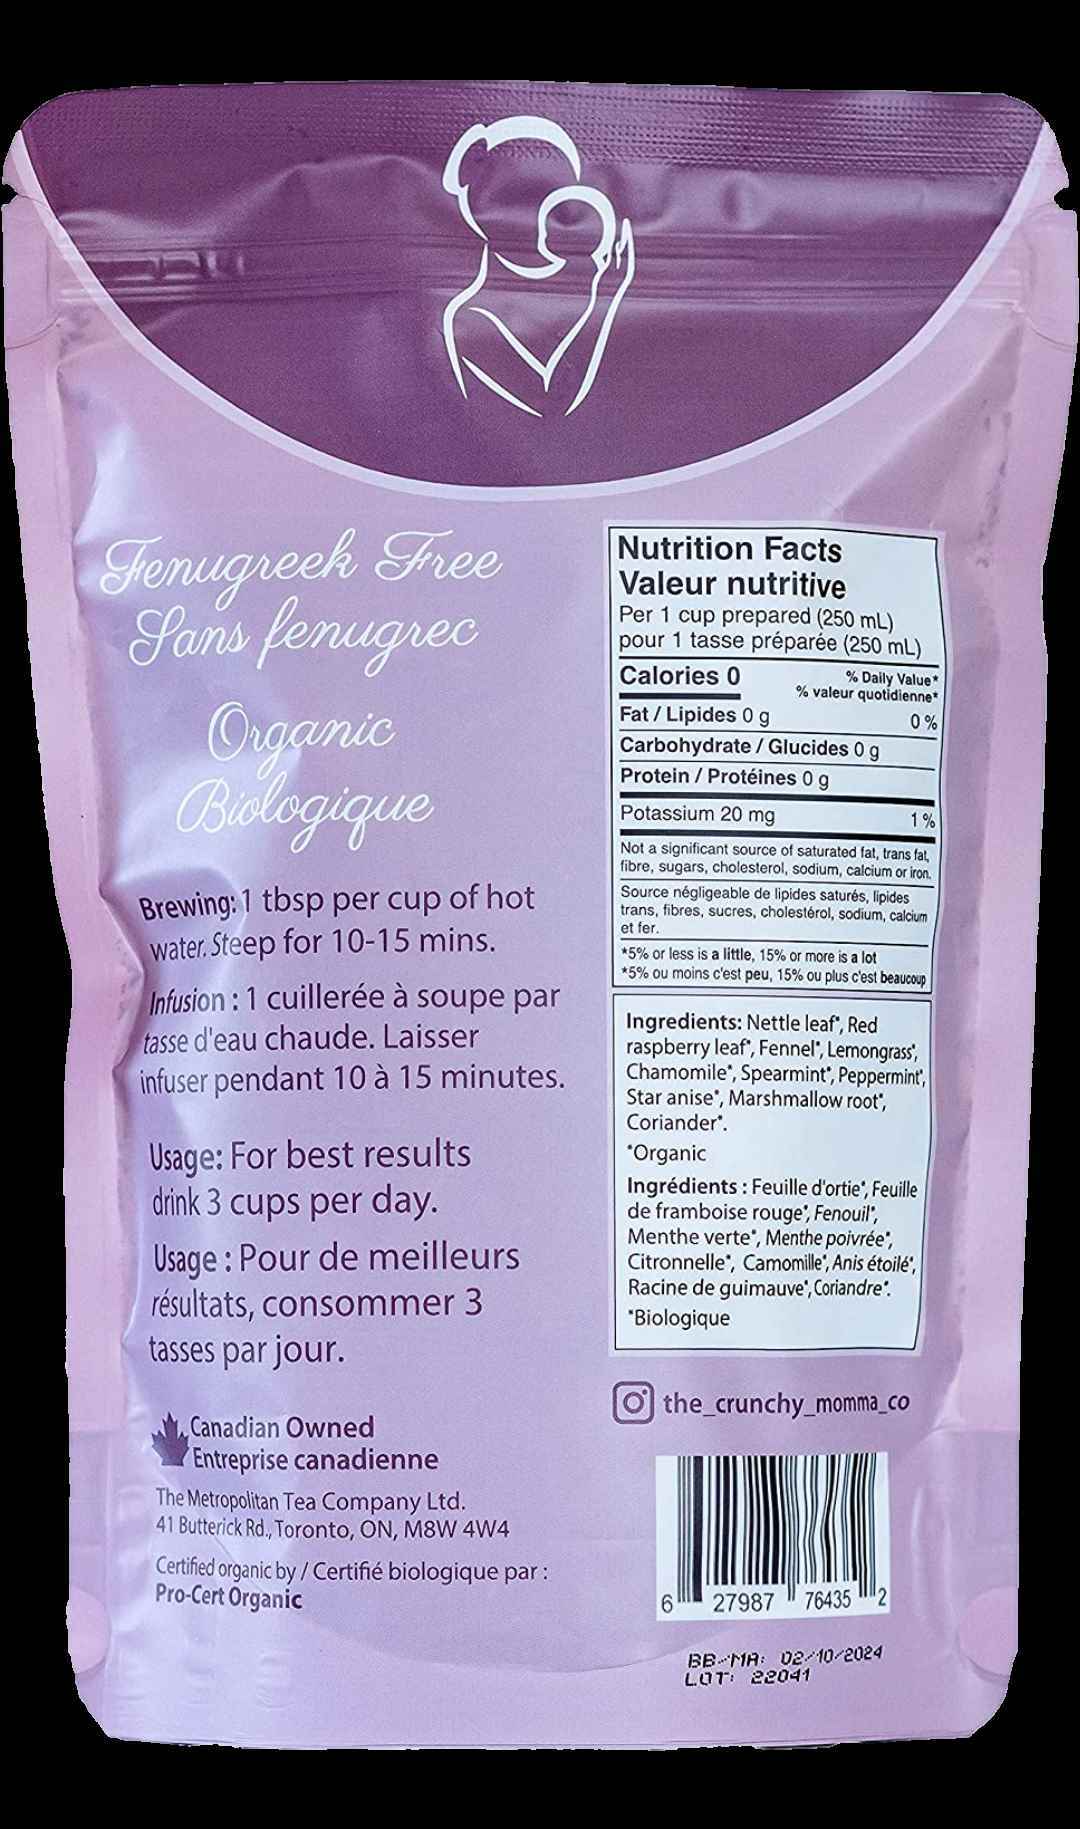 Fenugreek Free
Sans fenugrec
Organic
Biologique
Brewing: 1 tbsp per cup of hot
water. Steep for 10-15 mins.
Infusion : 1 cuillerée à soupe par
tasse d'eau chaude. Laisser
infuser pendant 10 à 15 minutes.
Usage: For best results
drink 3 cups per day.
Usage : Pour de meilleurs
résultats, consommer 3
tasses par jour.
Canadian Owned
Entreprise canadienne
The Metropolitan Tea Company Ltd.
41 Butterick Rd., Toronto, ON, M8W 4W4
Certified organic by / Certifié biologique par :
Pro-Cert Organic
Nutrition Facts
Valeur nutritive
Per 1 cup prepared (250 mL)
pour 1 tasse préparée (250 mL)
Calories 0
% Daily Value*
% valeur quotidienne*
Fat / Lipides 0 g 0 %
Carbohydrate / Glucides 0 g
Protein / Protéines 0 g
Potassium 20 mg 1 %
Not a significant source of saturated fat, trans fat,
fibre, sugars, cholesterol, sodium, calcium or iron.
Source négligeable de lipides saturés, lipides
trans, fibres, sucres, cholestérol, sodium, calcium
et fer.
*5% or less is a little, 15% or more is a lot
*5% ou moins c'est peu, 15% ou plus c'est beaucoup
Ingredients: Nettle leaf*, Red
raspberry leaf*, Fennel*, Lemongrass*,
Chamomile*, Spearmint*, Peppermint*,
Star anise*, Marshmallow root*,
Coriander*.
*Organic
Ingrédients : Feuille d'ortie*, Feuille
de framboise rouge*, Fenouil*,
Menthe verte*, Menthe poivrée*,
Citronnelle*, Camomille*, Anis étoilé*,
Racine de guimauve*, Coriandre*.
*Biologique
the_crunchy_momma_co
6 27987 76435 2
BB-MA: 02-10-2024
LOT: 22041